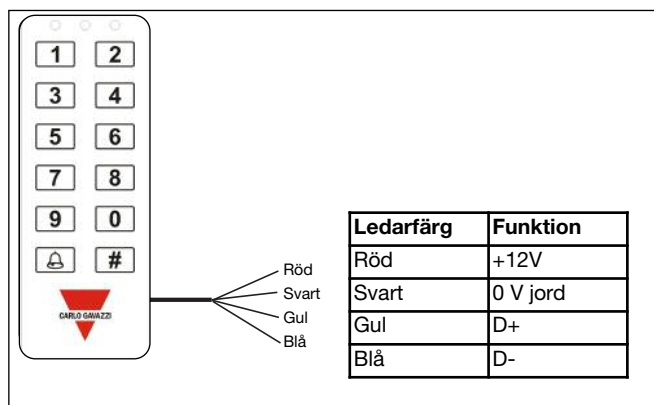 1 2
3 4
5 6
7 8
9 0
#
CARLO GAVAZZI
Röd
Svart
Gul
Blå
Ledarfärg Funktion
Röd +12V
Svart 0 V jord
Gul D+
Blå D-